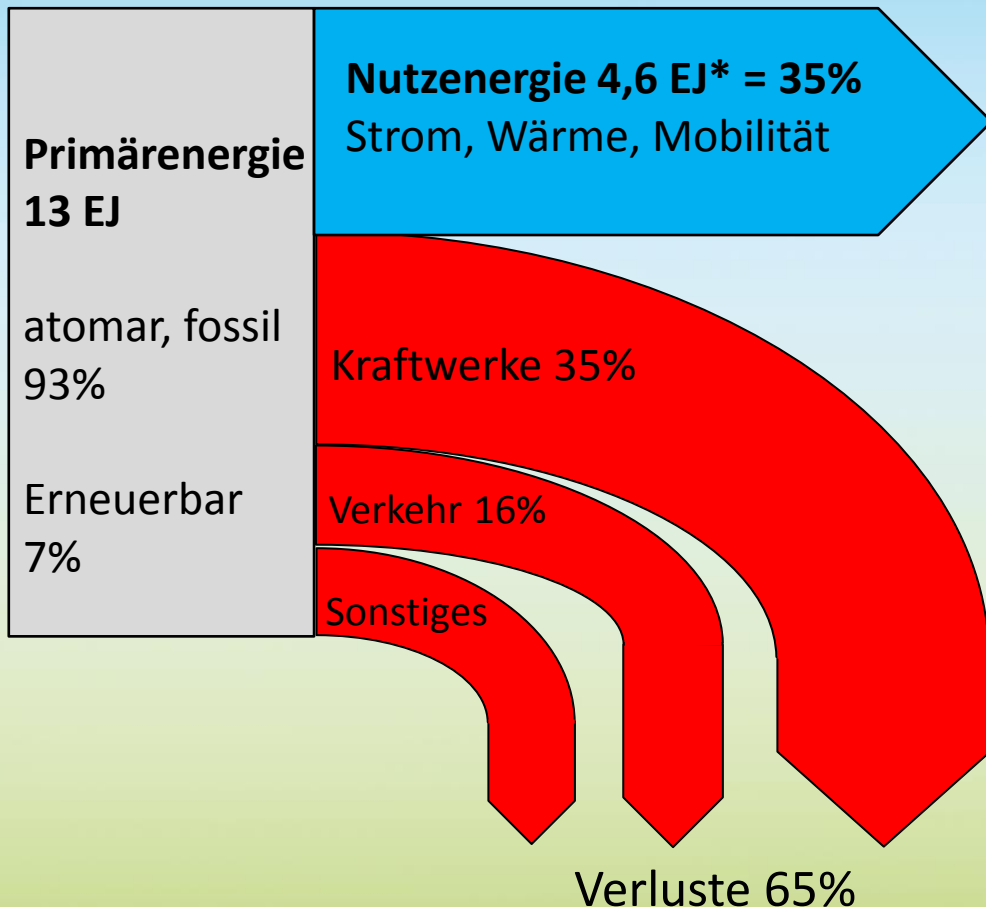 Primärenergie
13 EJ
atomar, fossil
93%
Erneuerbar
7%
Nutzenergie 4,6 EJ* = 35%
Strom, Wärme, Mobilität
Kraftwerke 35%
Verkehr 16%
Sonstiges
Verluste 65%